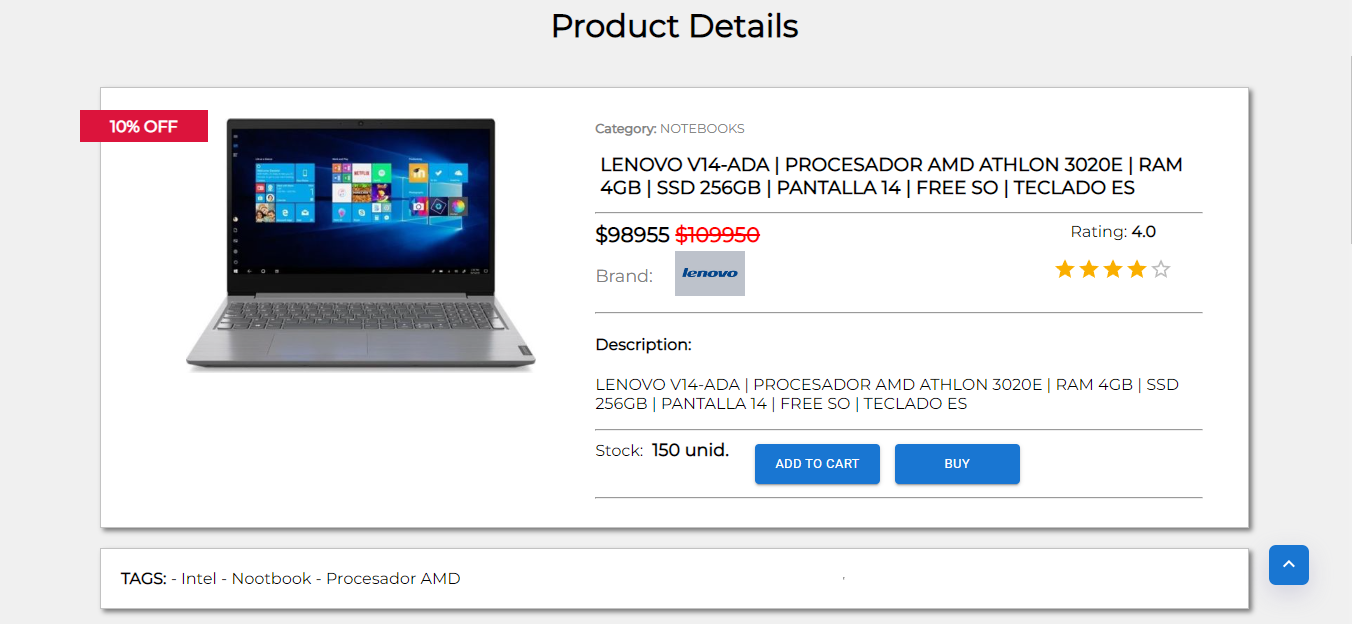 Product Details
10% OFF
Category: NOTEBOOKS
LENOVO V14-ADA | PROCESADOR AMD ATHLON 3020E | RAM
4GB | SSD 256GB | PANTALLA 14 | FREE SO | TECLADO ES
$98955 $109950
Rating: 4.0
Brand: lenovo
Description:
LENOVO V14-ADA | PROCESADOR AMD ATHLON 3020E | RAM 4GB | SSD
256GB | PANTALLA 14 | FREE SO | TECLADO ES
Stock: 150 unid.
ADD TO CART
BUY
TAGS: - Intel - Nootbook - Procesador AMD